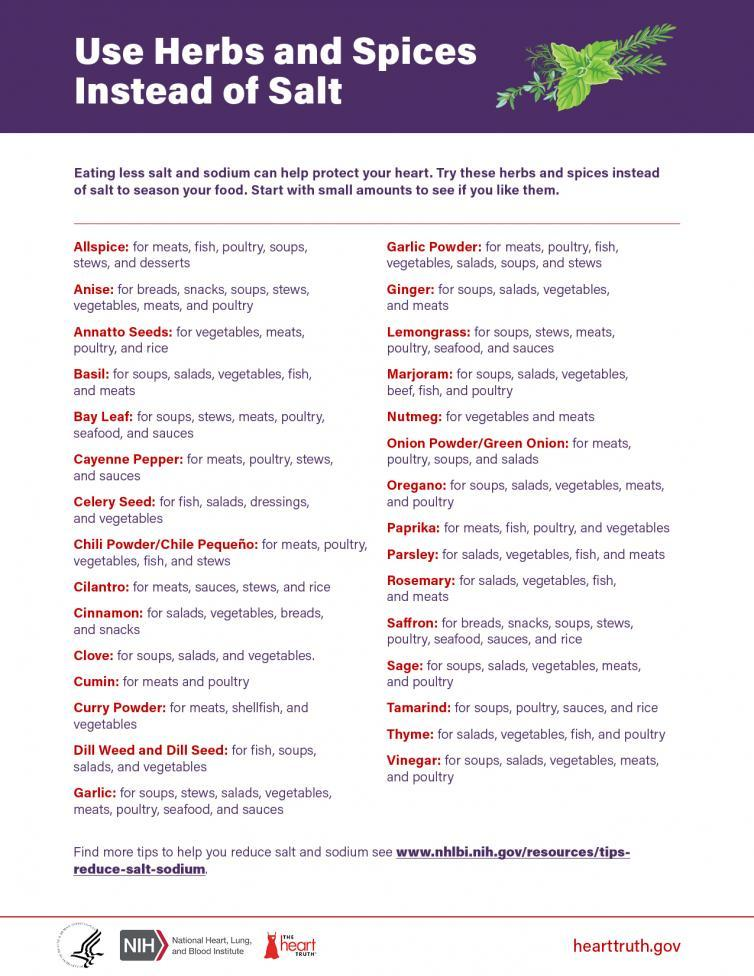 Use Herbs and Spices
Instead of Salt
Eating less salt and sodium can help protect your heart. Try these herbs and spices instead
of salt to season your food. Start with small amounts to see if you like them.
Allspice: for meats, fish, poultry, soups,
stews, and desserts
Anise: for breads, snacks, soups, stews,
vegetables, meats, and poultry
Annatto Seeds: for vegetables, meats,
poultry, and rice
Basil: for soups, salads, vegetables, fish,
and meats
Bay Leaf: for soups, stews, meats, poultry,
seafood, and sauces
Cayenne Pepper: for meats, poultry, stews,
and sauces
Celery Seed: for fish, salads, dressings,
and vegetables
Chili Powder/Chile Pequeño: for meats, poultry,
vegetables, fish, and stews
Cilantro: for meats, sauces, stews, and rice
Cinnamon: for salads, vegetables, breads,
and snacks
Clove: for soups, salads, and vegetables.
Cumin: for meats and poultry
Curry Powder: for meats, shellfish, and
vegetables
Dill Weed and Dill Seed: for fish, soups,
salads, and vegetables
Garlic: for soups, stews, salads, vegetables,
meats, poultry, seafood, and sauces
Garlic Powder: for meats, poultry, fish,
vegetables, salads, soups, and stews
Ginger: for soups, salads, vegetables,
and meats
Lemongrass: for soups, stews, meats,
poultry, seafood, and sauces
Marjoram: for soups, salads, vegetables,
beef, fish, and poultry
Nutmeg: for vegetables and meats
Onion Powder/Green Onion: for meats,
poultry, soups, and salads
Oregano: for soups, salads, vegetables, meats,
and poultry
Paprika: for meats, fish, poultry, and vegetables
Parsley: for salads, vegetables, fish, and meats
Rosemary: for salads, vegetables, fish,
and meats
Saffron: for breads, snacks, soups, stews,
poultry, seafood, sauces, and rice
Sage: for soups, salads, vegetables, meats,
and poultry
Tamarind: for soups, poultry, sauces, and rice
Thyme: for salads, vegetables, fish, and poultry
Vinegar: for soups, salads, vegetables, meats,
and poultry
Find more tips to help you reduce salt and sodium see www.nhlbi.nih.gov/resources/tips-
reduce-salt-sodium.
NIH National Heart, Lung,
and Blood Institute
THE
heart
TRUTH®
hearttruth.gov